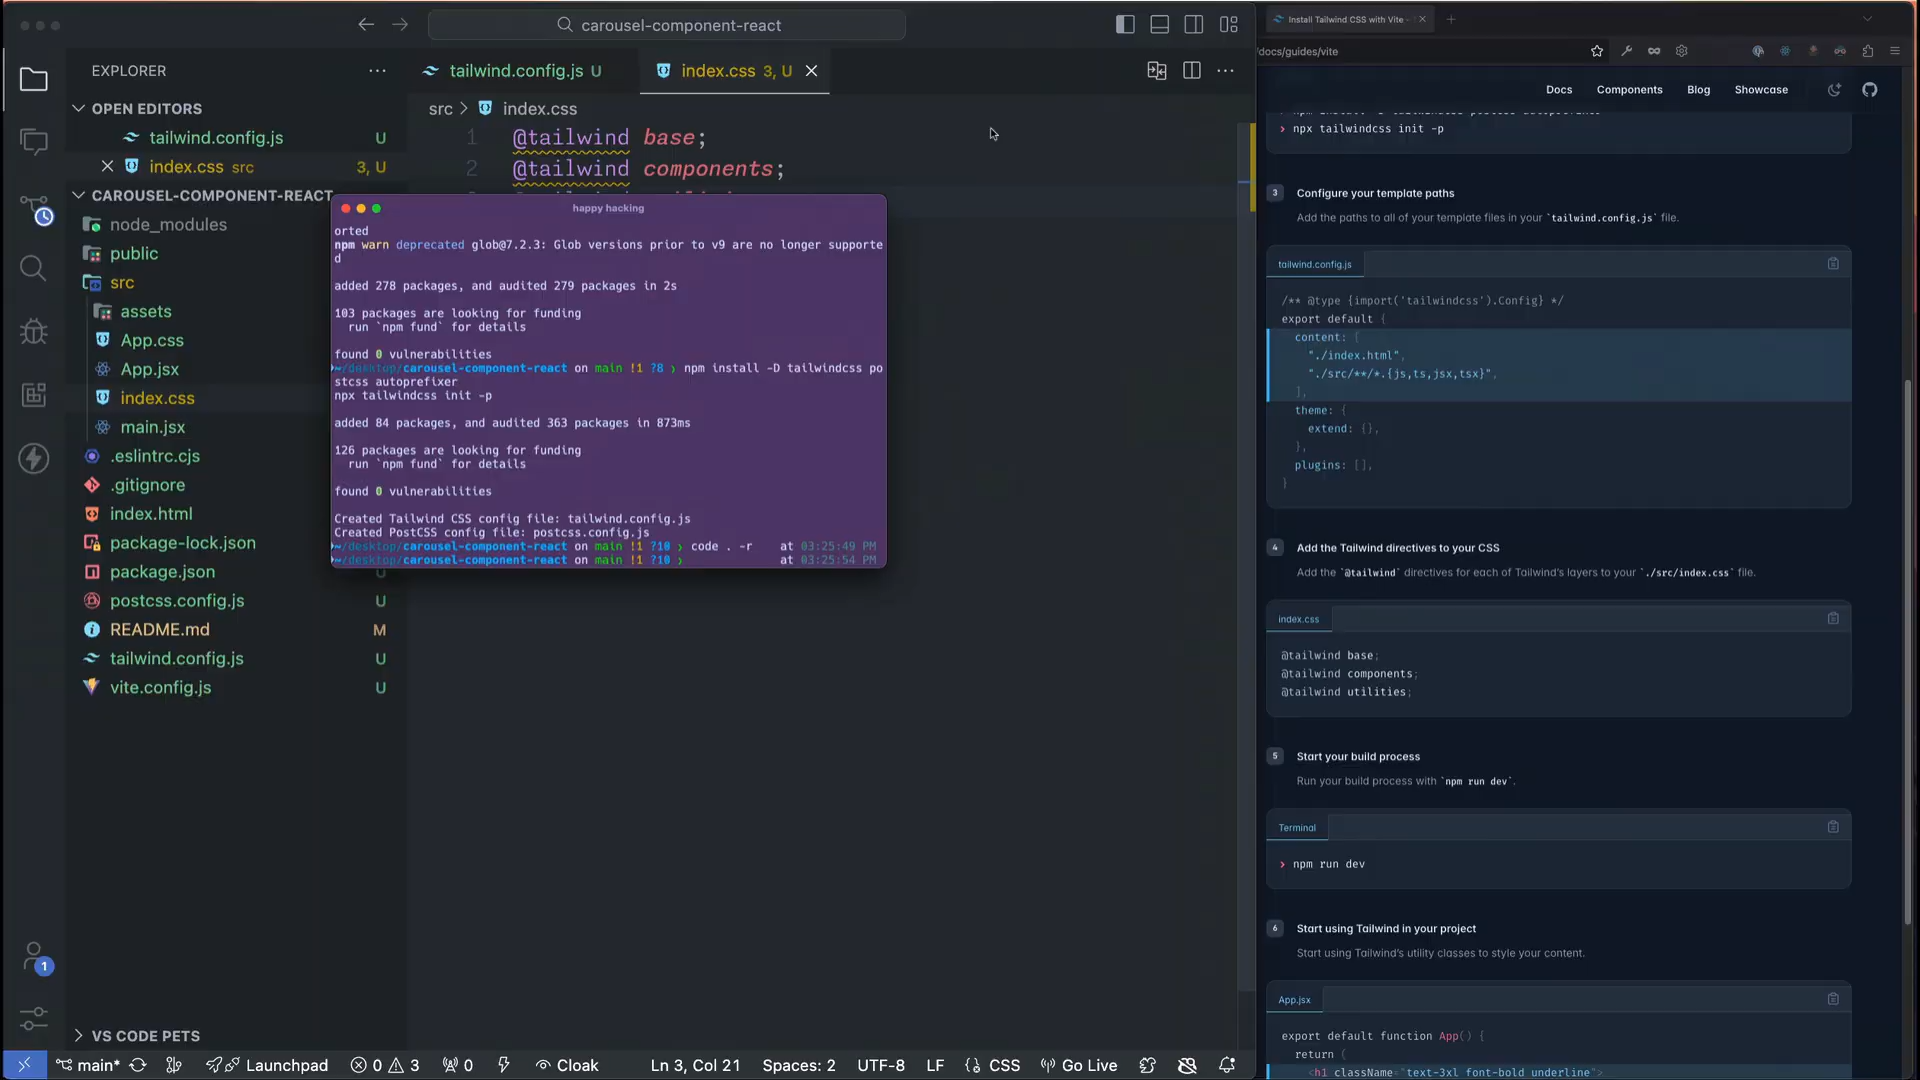 carousel-component-react
EXPLORER
OPEN EDITORS
tailwind.config.js U
index.css src 3, U
CAROUSEL-COMPONENT-REACT
node_modules
public
src
assets
App.css
App.jsx
index.css
main.jsx
.eslintrc.cjs
.gitignore
index.html
package-lock.json
package.json
postcss.config.js U
README.md M
tailwind.config.js U
vite.config.js U
VS CODE PETS
1
tailwind.config.js U
index.css 3, U
src > index.css
1 @tailwind base;
2 @tailwind components;
happy hacking
orted
npm warn deprecated glob@7.2.3: Glob versions prior to v9 are no longer supporte
d
added 278 packages, and audited 279 packages in 2s
103 packages are looking for funding
run `npm fund` for details
found 0 vulnerabilities
~/desktop/carousel-component-react on main !1 ?8 ❯ npm install -D tailwindcss po
stcss autoprefixer
npx tailwindcss init -p
added 84 packages, and audited 363 packages in 873ms
126 packages are looking for funding
run `npm fund` for details
found 0 vulnerabilities
Created Tailwind CSS config file: tailwind.config.js
Created PostCSS config file: postcss.config.js
~/desktop/carousel-component-react on main !1 ?10 ❯ code . -r at 03:25:49 PM
~/desktop/carousel-component-react on main !1 ?10 ❯ at 03:25:54 PM
main* Launchpad 0 3 0 Cloak Ln 3, Col 21 Spaces: 2 UTF-8 LF {} CSS Go Live
Install Tailwind CSS with Vite -
/docs/guides/vite
Docs Components Blog Showcase
> npx tailwindcss init -p
3 Configure your template paths
Add the paths to all of your template files in your `tailwind.config.js` file.
tailwind.config.js
/** @type {import('tailwindcss').Config} */
export default {
content: [
"./index.html",
"./src/**/*.{js,ts,jsx,tsx}",
],
theme: {
extend: {},
},
plugins: [],
}
4 Add the Tailwind directives to your CSS
Add the `@tailwind` directives for each of Tailwind's layers to your `./src/index.css` file.
index.css
@tailwind base;
@tailwind components;
@tailwind utilities;
5 Start your build process
Run your build process with `npm run dev`.
Terminal
> npm run dev
6 Start using Tailwind in your project
Start using Tailwind's utility classes to style your content.
App.jsx
export default function App() {
return (
<h1 className="text-3xl font-bold underline">